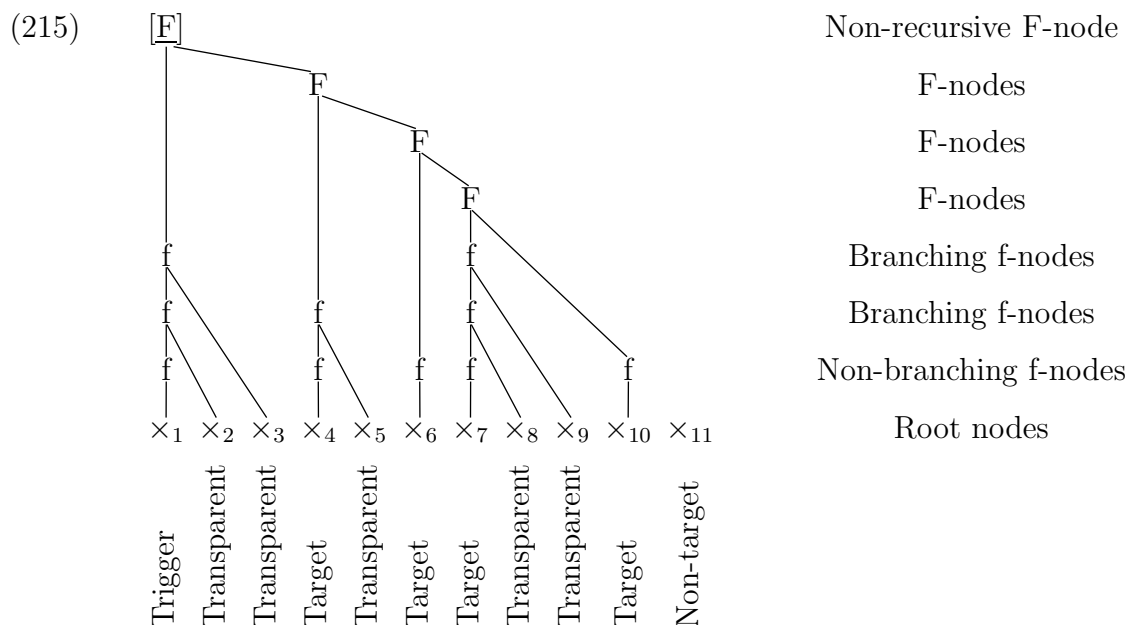 (215) [F] Non-recursive F-node
F F-nodes
F F-nodes
F F-nodes
f f Branching f-nodes
f f f Branching f-nodes
f f f f f Non-branching f-nodes
×₁ ×₂ ×₃ ×₄ ×₅ ×₆ ×₇ ×₈ ×₉ ×₁₀ ×₁₁ Root nodes
Trigger
Transparent
Transparent
Target
Transparent
Target
Target
Transparent
Transparent
Target
Non-target